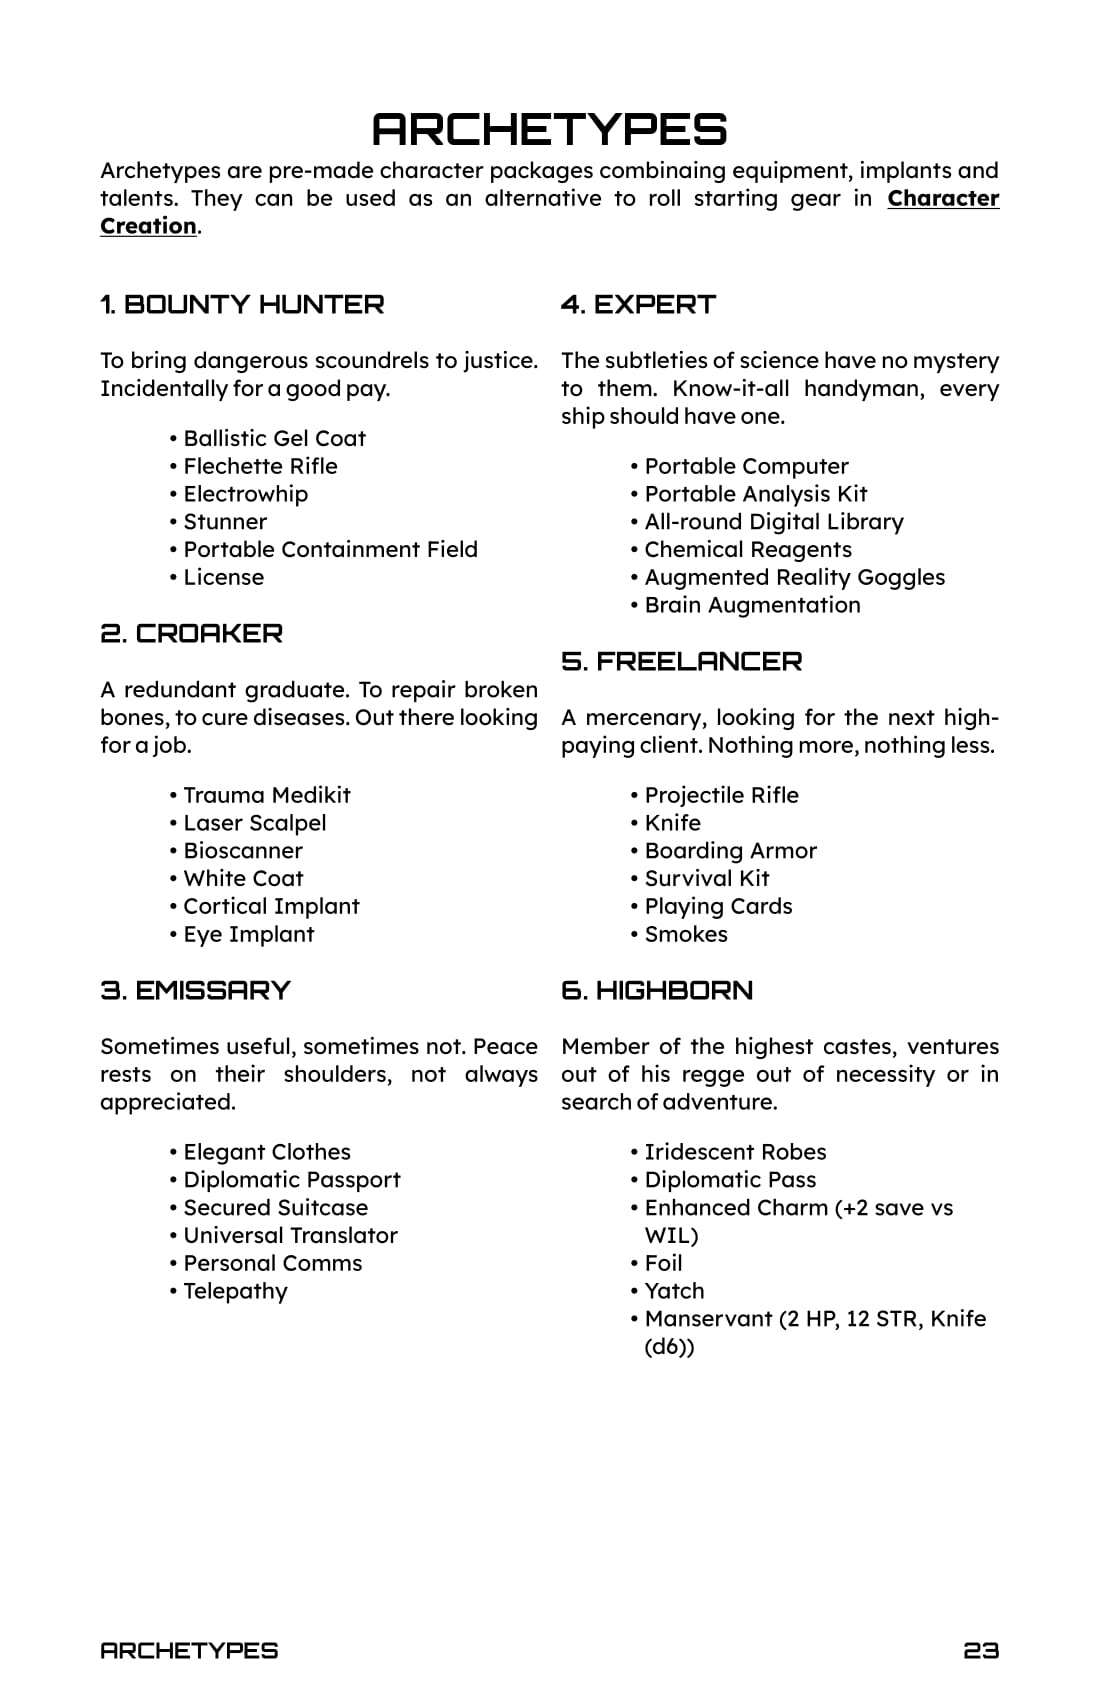 ARCHETYPES
Archetypes are pre-made character packages combinaing equipment, implants and
talents. They can be used as an alternative to roll starting gear in Character
Creation.
1. BOUNTY HUNTER
To bring dangerous scoundrels to justice.
Incidentally for a good pay.
• Ballistic Gel Coat
• Flechette Rifle
• Electrowhip
• Stunner
• Portable Containment Field
• License
2. CROAKER
A redundant graduate. To repair broken
bones, to cure diseases. Out there looking
for a job.
• Trauma Medikit
• Laser Scalpel
• Bioscanner
• White Coat
• Cortical Implant
• Eye Implant
3. EMISSARY
Sometimes useful, sometimes not. Peace
rests on their shoulders, not always
appreciated.
• Elegant Clothes
• Diplomatic Passport
• Secured Suitcase
• Universal Translator
• Personal Comms
• Telepathy
4. EXPERT
The subtleties of science have no mystery
to them. Know-it-all handyman, every
ship should have one.
• Portable Computer
• Portable Analysis Kit
• All-round Digital Library
• Chemical Reagents
• Augmented Reality Goggles
• Brain Augmentation
5. FREELANCER
A mercenary, looking for the next high-
paying client. Nothing more, nothing less.
• Projectile Rifle
• Knife
• Boarding Armor
• Survival Kit
• Playing Cards
• Smokes
6. HIGHBORN
Member of the highest castes, ventures
out of his regge out of necessity or in
search of adventure.
• Iridescent Robes
• Diplomatic Pass
• Enhanced Charm (+2 save vs
WIL)
• Foil
• Yatch
• Manservant (2 HP, 12 STR, Knife
(d6))
ARCHETYPES
23